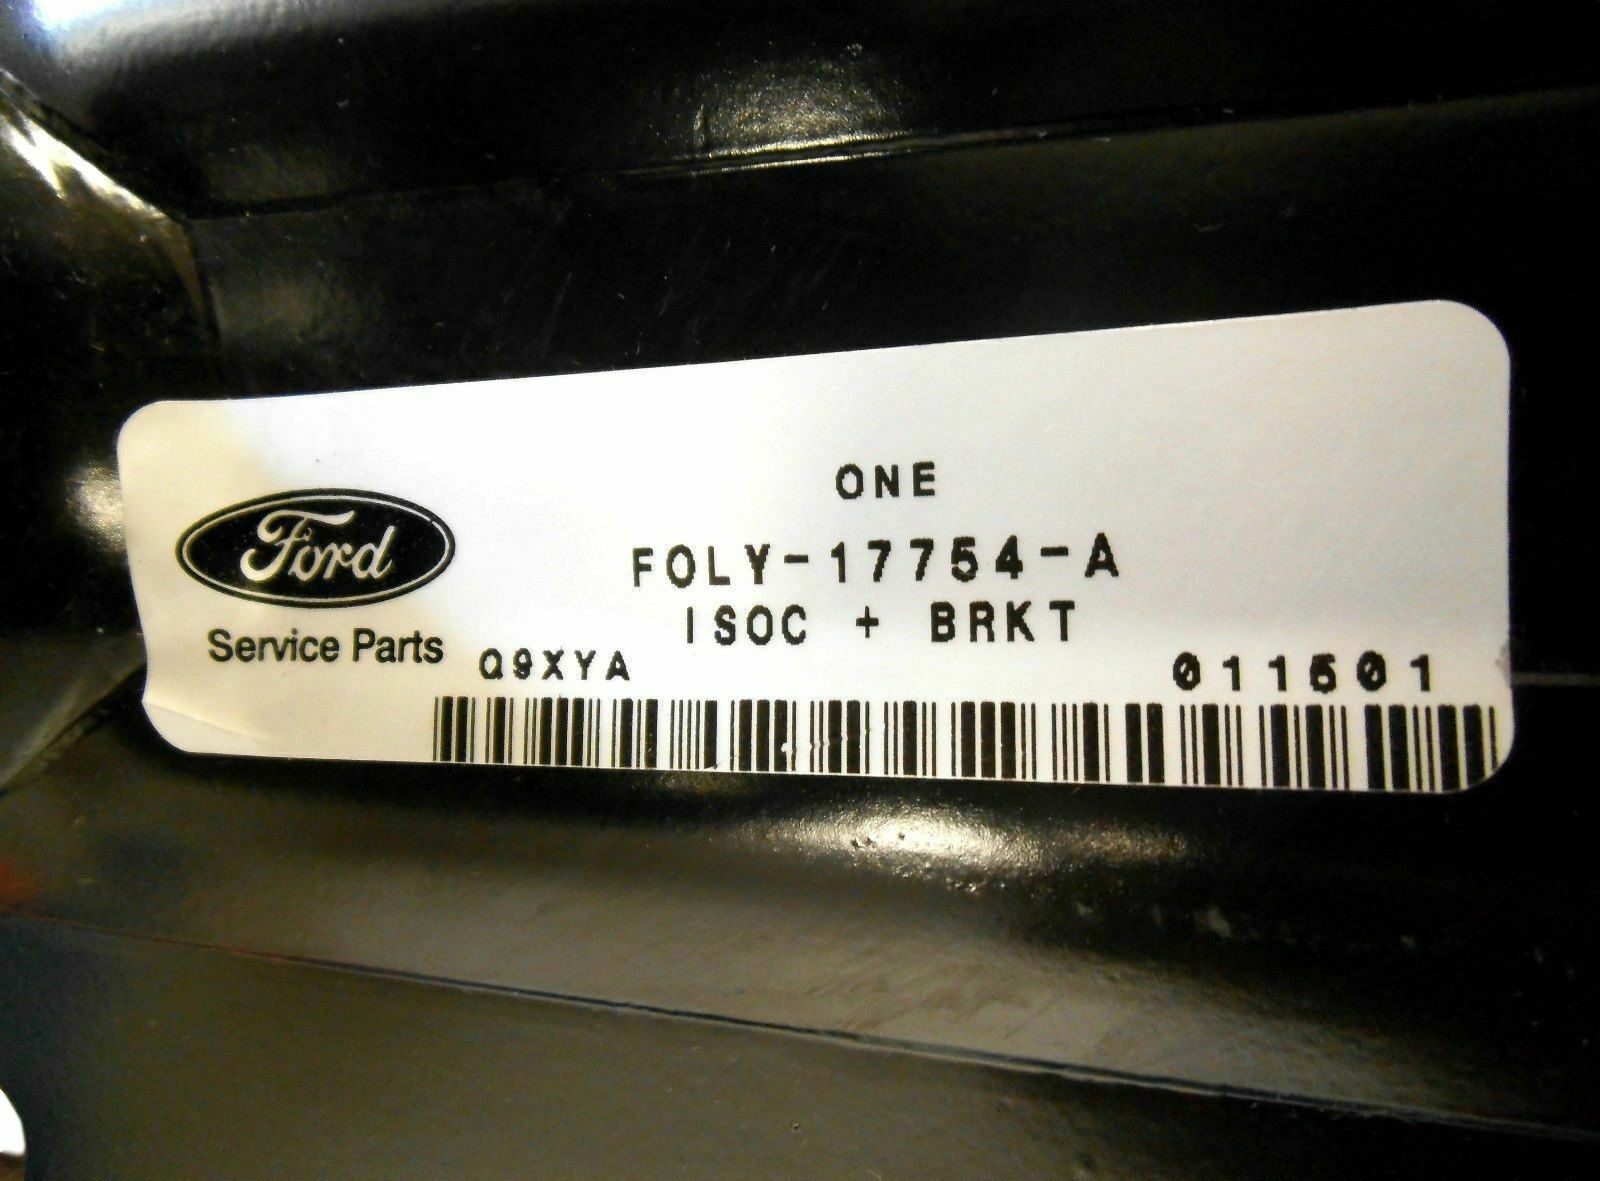 ONE
Ford
FOLY-17754-A
ISOC + BRKT
Service Parts
Q9XYA
011501